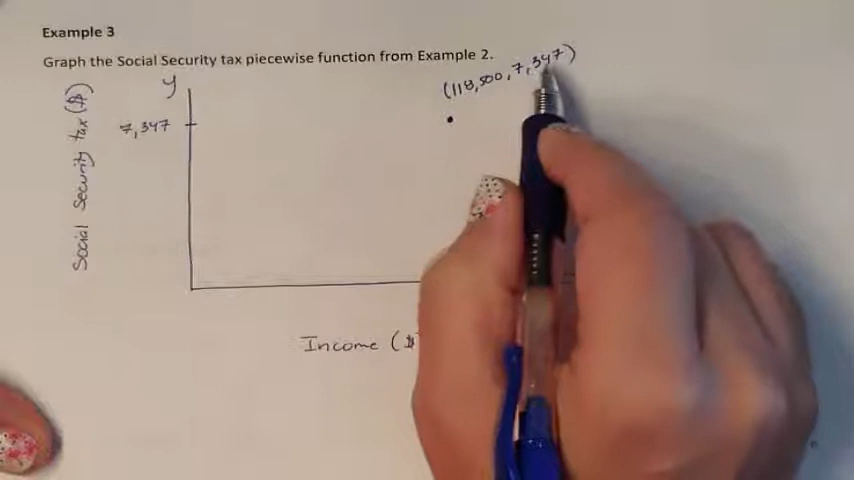 Example 3
Graph the Social Security tax piecewise function from Example 2.
(118,500, 7,347)
y
7,347
Social Security tax ($)
Income ($